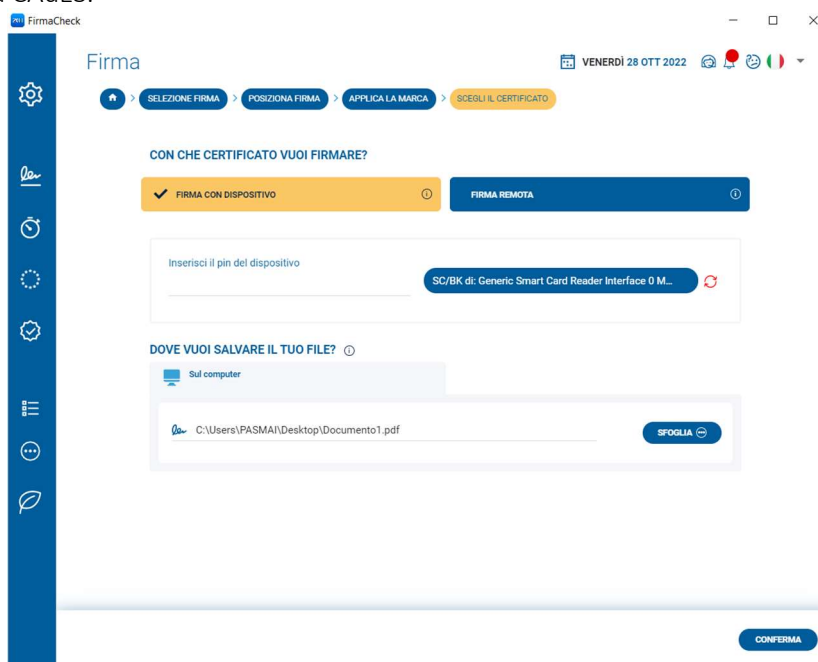 FirmaCheck
Firma
VENERDÌ 28 OTT 2022
SELEZIONE FIRMA > POSIZIONA FIRMA > APPLICA LA MARCA > SCEGLI IL CERTIFICATO
CON CHE CERTIFICATO VUOI FIRMARE?
FIRMA CON DISPOSITIVO
FIRMA REMOTA
Inserisci il pin del dispositivo
SC/BK di: Generic Smart Card Reader Interface 0 M...
DOVE VUOI SALVARE IL TUO FILE?
Sul computer
C:\Users\PASMAI\Desktop\Documento1.pdf
SFOGLIA
CONFERMA